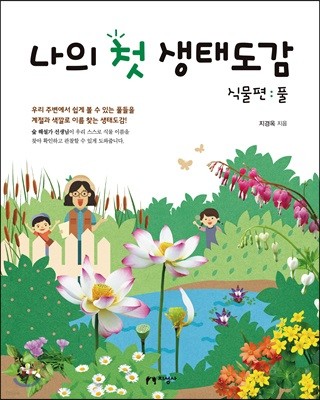 나의 첫 생태도감
식물편 : 풀
지경옥 지음
우리 주변에서 쉽게 볼 수 있는 풀들을
계절과 색깔로 이름 찾는 생태도감!
숲 해설가 선생님이 우리 스스로 식물 이름을
찾아 확인하고 관찰할 수 있게 도와줍니다.
지성사